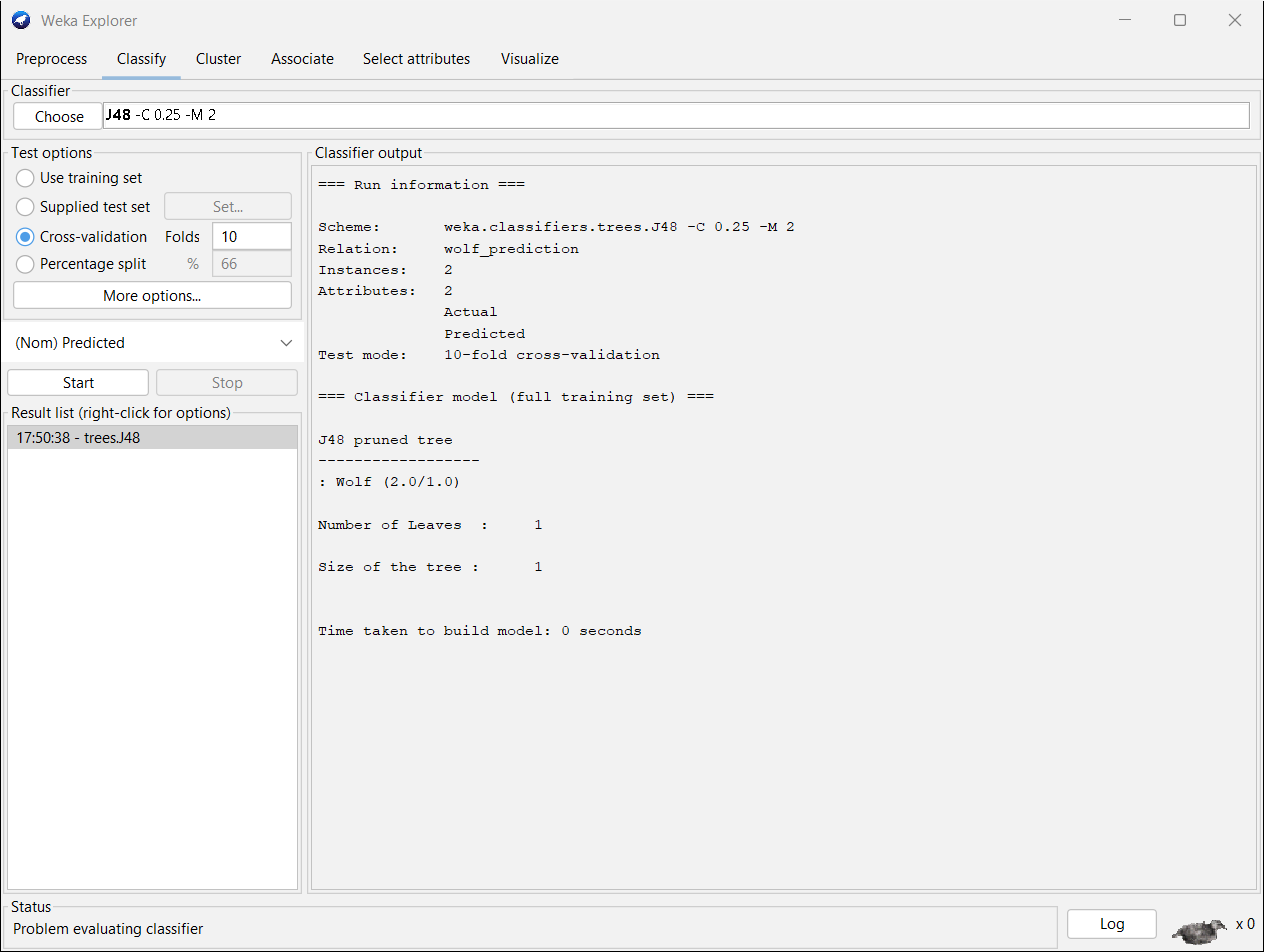 Weka Explorer
Preprocess Classify Cluster Associate Select attributes Visualize
Classifier
Choose J48 -C 0.25 -M 2
Test options
Use training set
Supplied test set Set...
Cross-validation Folds 10
Percentage split % 66
More options...
(Nom) Predicted
Start Stop
Result list (right-click for options)
17:50:38 - trees.J48
Classifier output
=== Run information ===
Scheme: weka.classifiers.trees.J48 -C 0.25 -M 2
Relation: wolf_prediction
Instances: 2
Attributes: 2
Actual
Predicted
Test mode: 10-fold cross-validation
=== Classifier model (full training set) ===
J48 pruned tree
------------------
: Wolf (2.0/1.0)
Number of Leaves : 1
Size of the tree : 1
Time taken to build model: 0 seconds
Status
Problem evaluating classifier
Log x 0